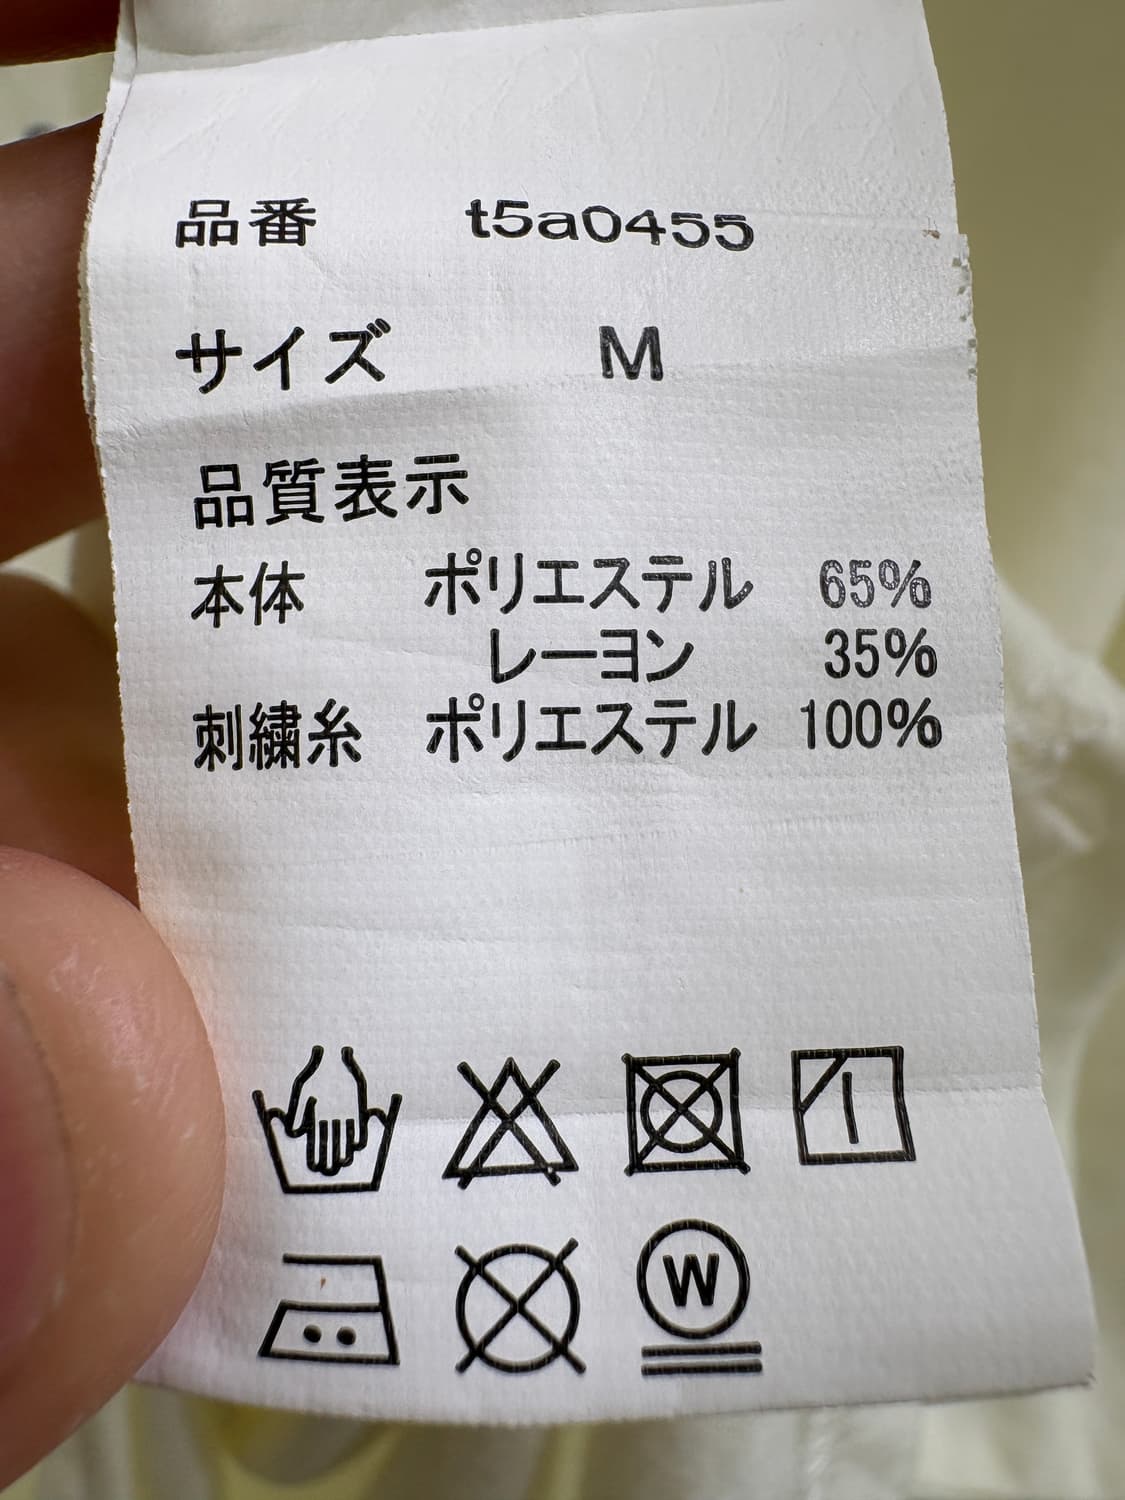 品番 t5a0455
サイズ M
品質表示
本体 ポリエステル 65%
レーヨン 35%
刺繍糸 ポリエステル 100%
W